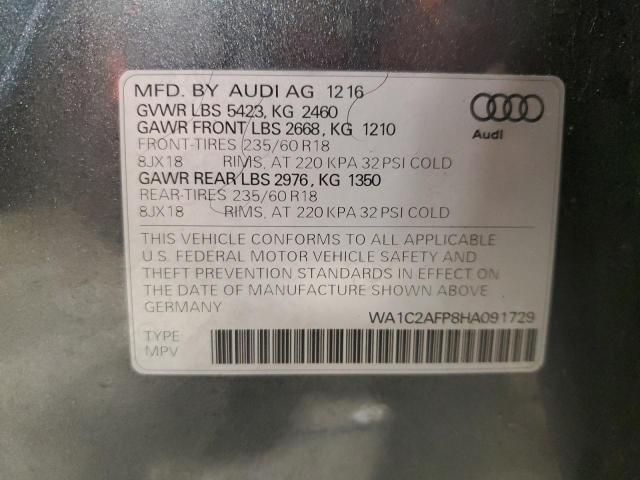 MFD. BY AUDI AG 12 16
GVWR LBS 5423, KG 2460
GAWR FRONT LBS 2668, KG 1210
FRONT-TIRES 235/60 R18
8JX18 RIMS, AT 220 KPA 32 PSI COLD
GAWR REAR LBS 2976, KG 1350
REAR-TIRES 235/60 R18
8JX18 RIMS, AT 220 KPA 32 PSI COLD
Audi
THIS VEHICLE CONFORMS TO ALL APPLICABLE
U.S. FEDERAL MOTOR VEHICLE SAFETY AND
THEFT PREVENTION STANDARDS IN EFFECT ON
THE DATE OF MANUFACTURE SHOWN ABOVE
GERMANY
WA1C2AFP8HA091729
TYPE
MPV